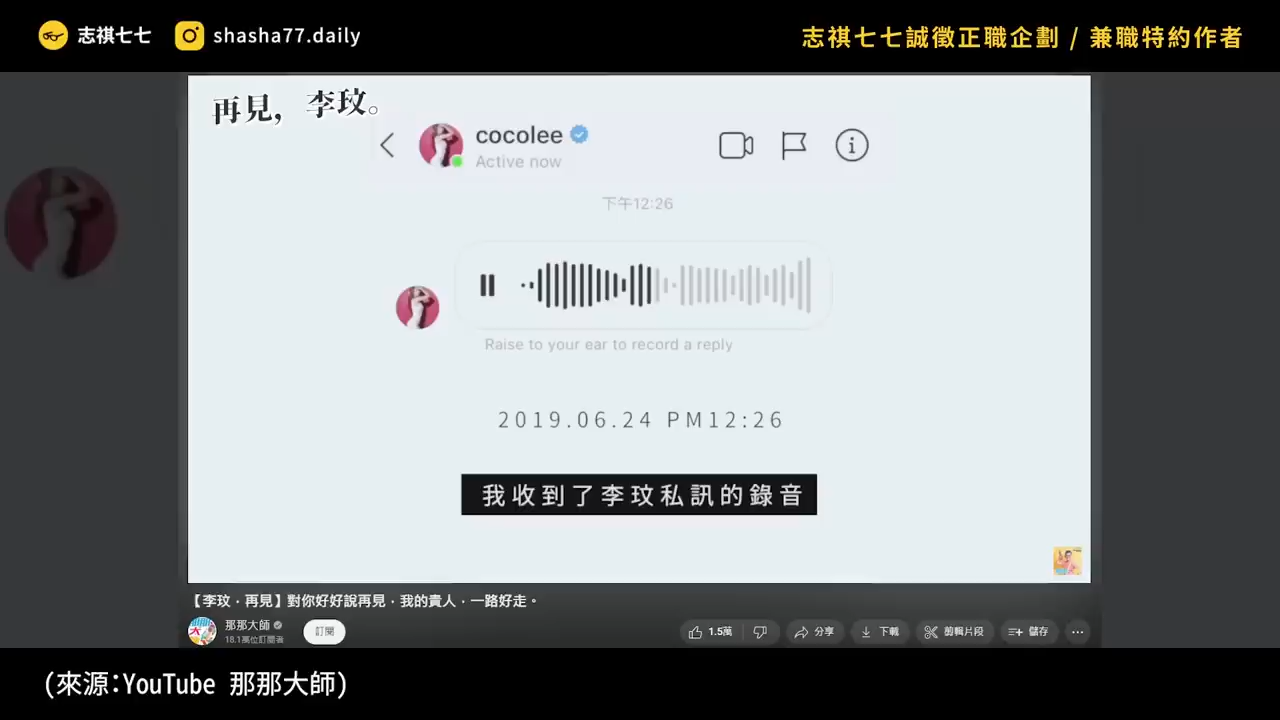 志祺七七
shasha77.daily
志祺七七誠徵正職企劃 / 兼職特約作者
再見, 李玟。
cocolee
Active now
下午12:26
Raise to your ear to record a reply
2019.06.24 PM12:26
我收到了李玟私訊的錄音
【李玟．再見】對你好好說再見．我的貴人．一路好走。
那那大師
18.1萬位訂閱者
訂閱
1.5萬
分享
下載
剪輯片段
儲存
(來源:YouTube 那那大師)